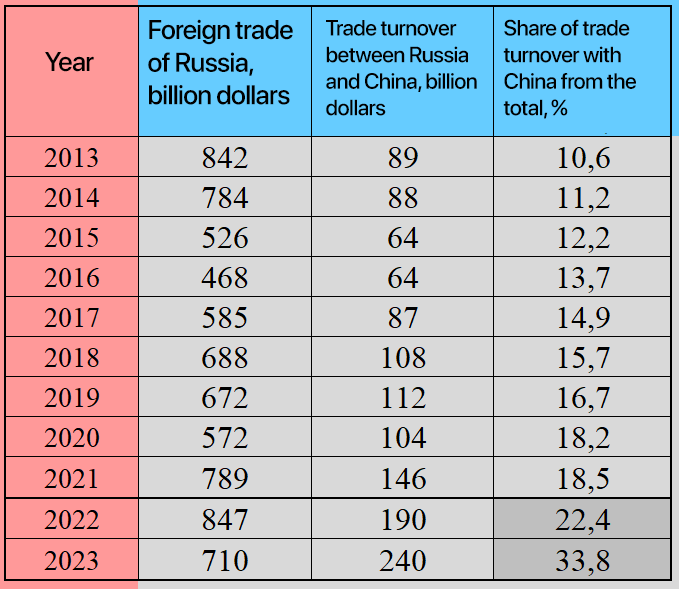 Year
Foreign trade
of Russia,
billion dollars
Trade turnover
between Russia
and China, billion
dollars
Share of trade
turnover with
China from the
total, %
2013 842 89 10,6
2014 784 88 11,2
2015 526 64 12,2
2016 468 64 13,7
2017 585 87 14,9
2018 688 108 15,7
2019 672 112 16,7
2020 572 104 18,2
2021 789 146 18,5
2022 847 190 22,4
2023 710 240 33,8